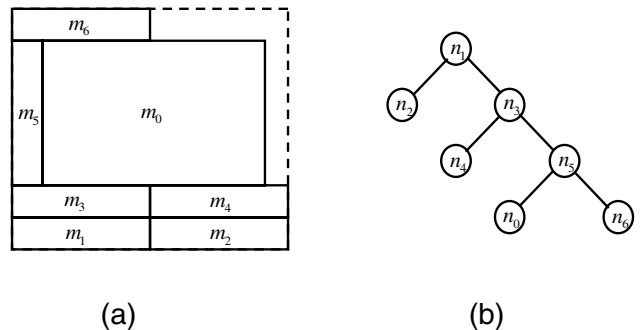 m₆
m₅ m₀
m₃ m₄
m₁ m₂
(a)
n₁
n₂ n₃
n₄ n₅
n₀ n₆
(b)